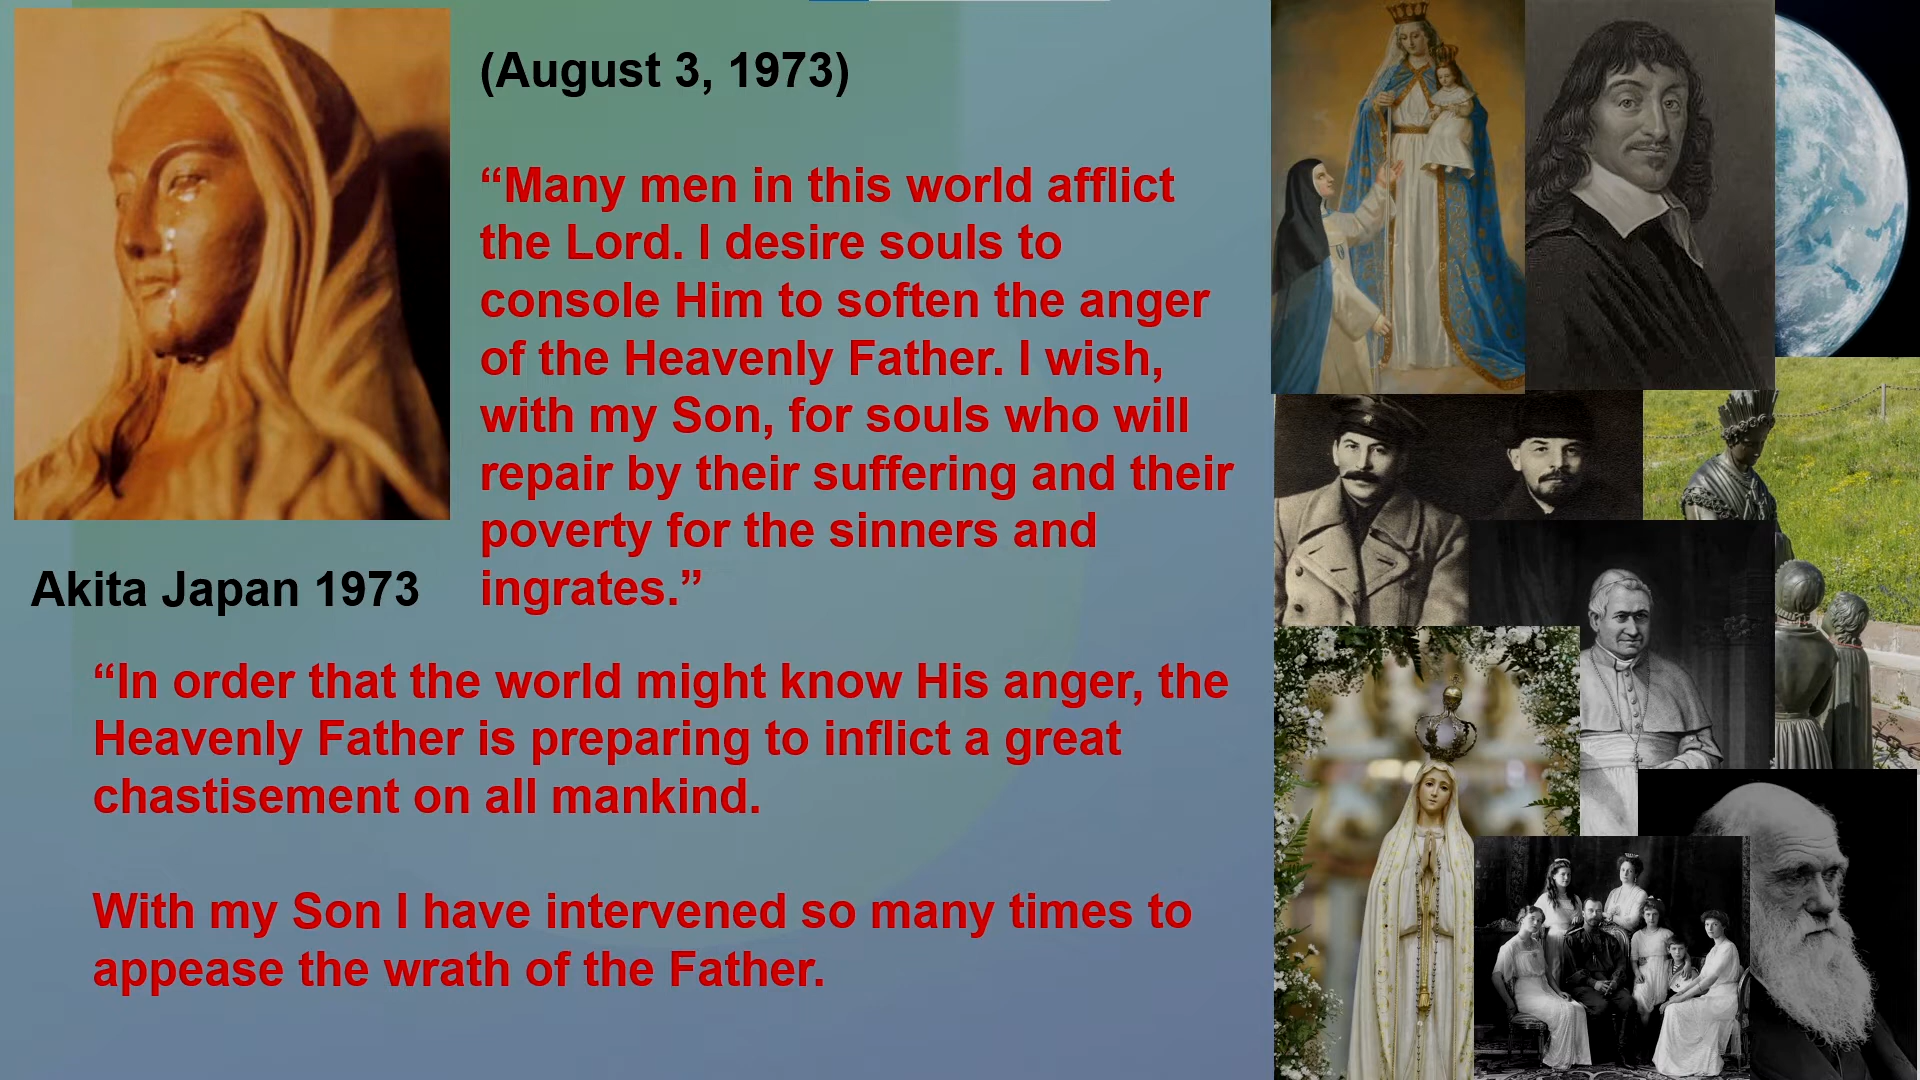 (August 3, 1973)
“Many men in this world afflict
the Lord. I desire souls to
console Him to soften the anger
of the Heavenly Father. I wish,
with my Son, for souls who will
repair by their suffering and their
poverty for the sinners and
ingrates.”
Akita Japan 1973
“In order that the world might know His anger, the
Heavenly Father is preparing to inflict a great
chastisement on all mankind.
With my Son I have intervened so many times to
appease the wrath of the Father.